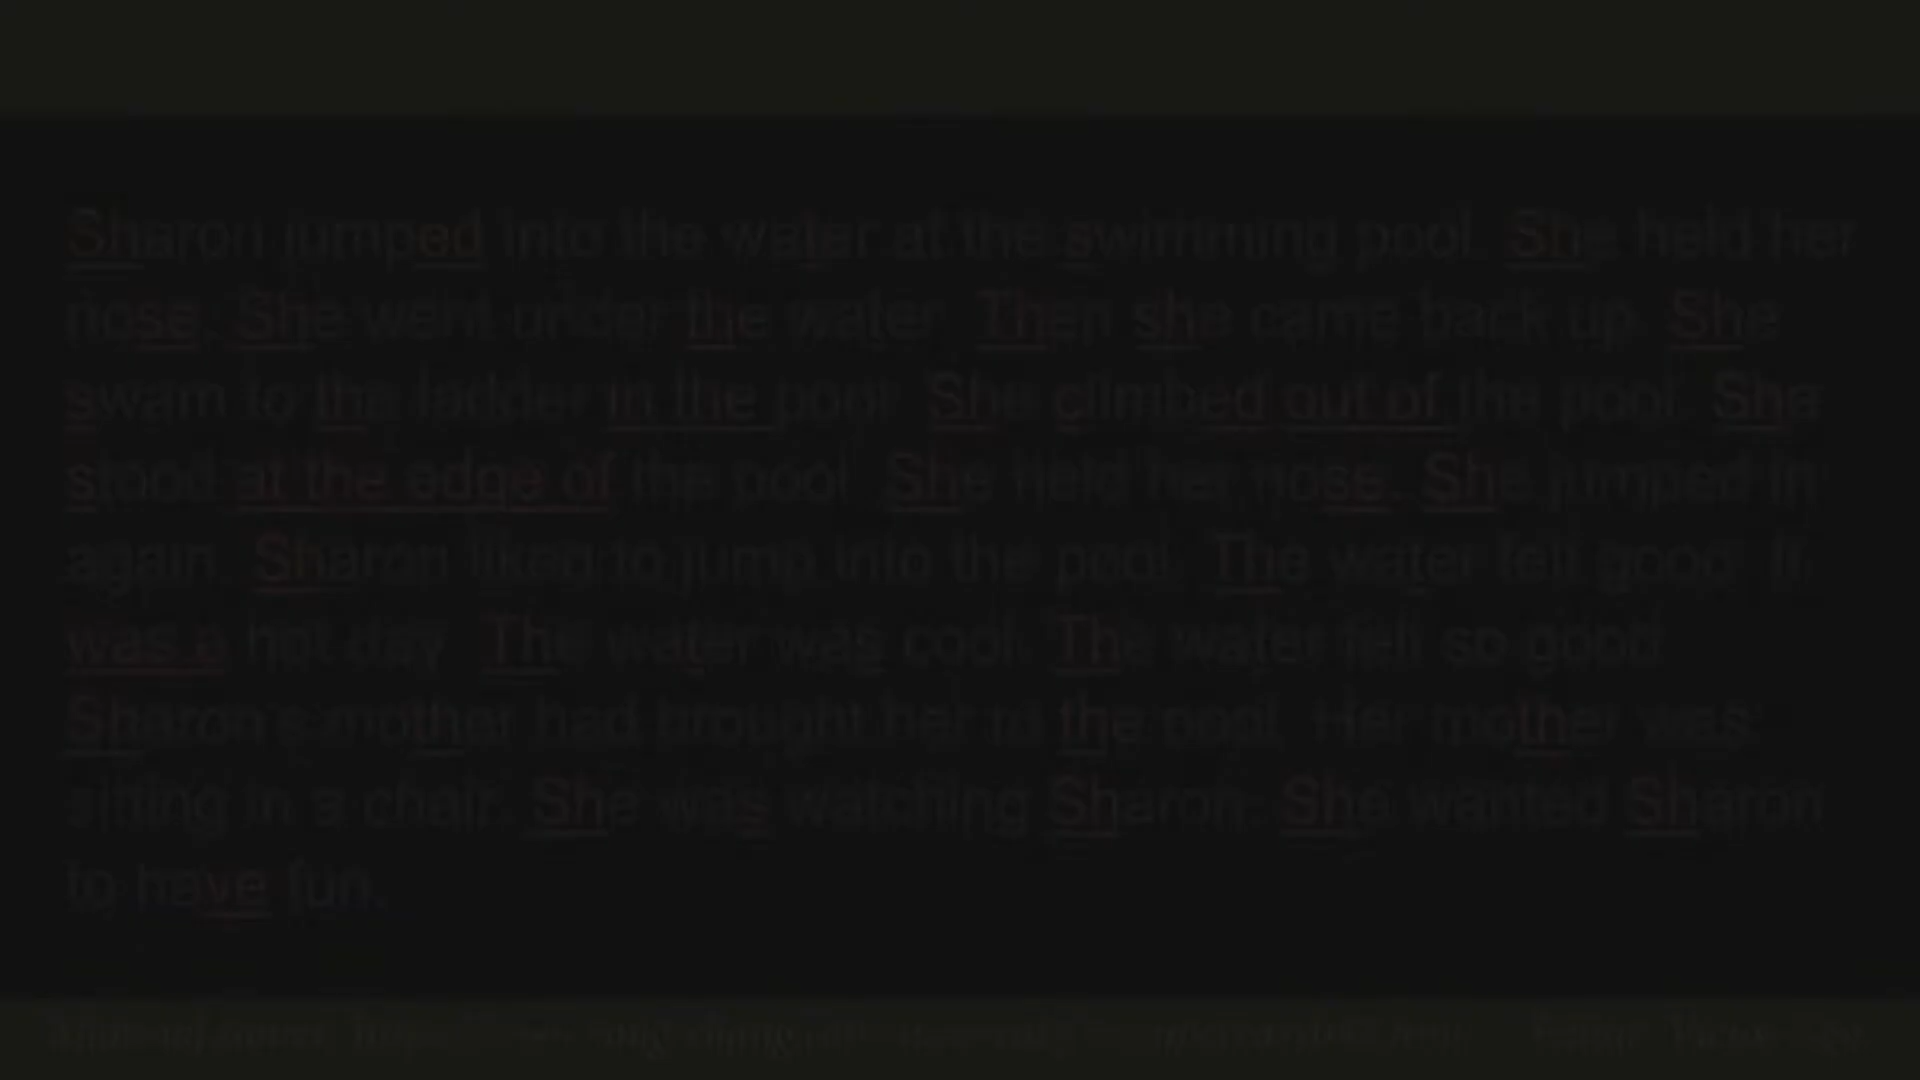 Sharon jumped into the water at the swimming pool. She held her
nose. She went under the water. Then she came back up. She
swam to the ladder in the pool. She climbed out of the pool. She
stood at the edge of the pool. She held her nose. She jumped in
again. Sharon liked to jump into the pool. The water felt good. It
was a hot day. The water was cool. The water felt so good.
Sharon's mother had brought her to the pool. Her mother was
sitting in a chair. She was watching Sharon. She wanted Sharon
to have fun.